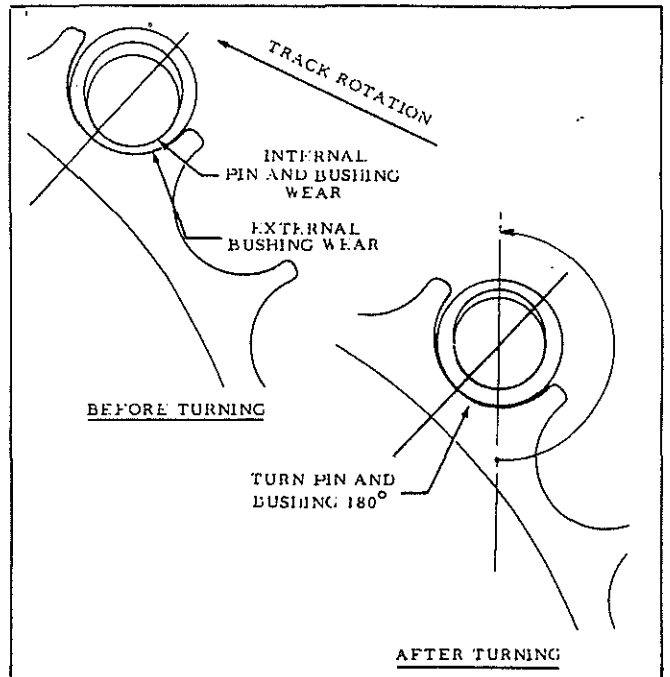 TRACK ROTATION
INTERNAL
PIN AND BUSHING
WEAR
EXTERNAL
BUSHING WEAR
BEFORE TURNING
TURN PIN AND
BUSHING 180°
AFTER TURNING